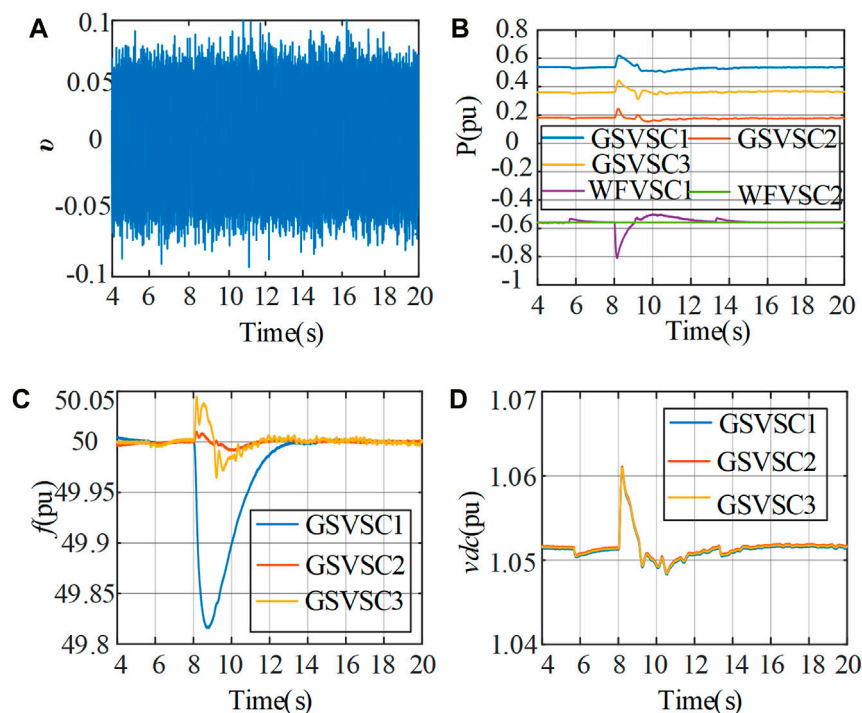 A
0.1
0.05
0
-0.05
-0.1
υ
4 6 8 10 12 14 16 18 20
Time(s)
B
0.8
0.6
0.4
0.2
0
-0.2
-0.4
-0.6
-0.8
-1
P(pu)
GSVSC1 GSVSC2
GSVSC3
WFVSC1 WFVSC2
4 6 8 10 12 14 16 18 20
Time(s)
C
50.05
50
49.95
49.9
49.85
49.8
f(pu)
GSVSC1
GSVSC2
GSVSC3
4 6 8 10 12 14 16 18 20
Time(s)
D
1.07
1.06
1.05
1.04
vdc(pu)
GSVSC1
GSVSC2
GSVSC3
4 6 8 10 12 14 16 18 20
Time(s)